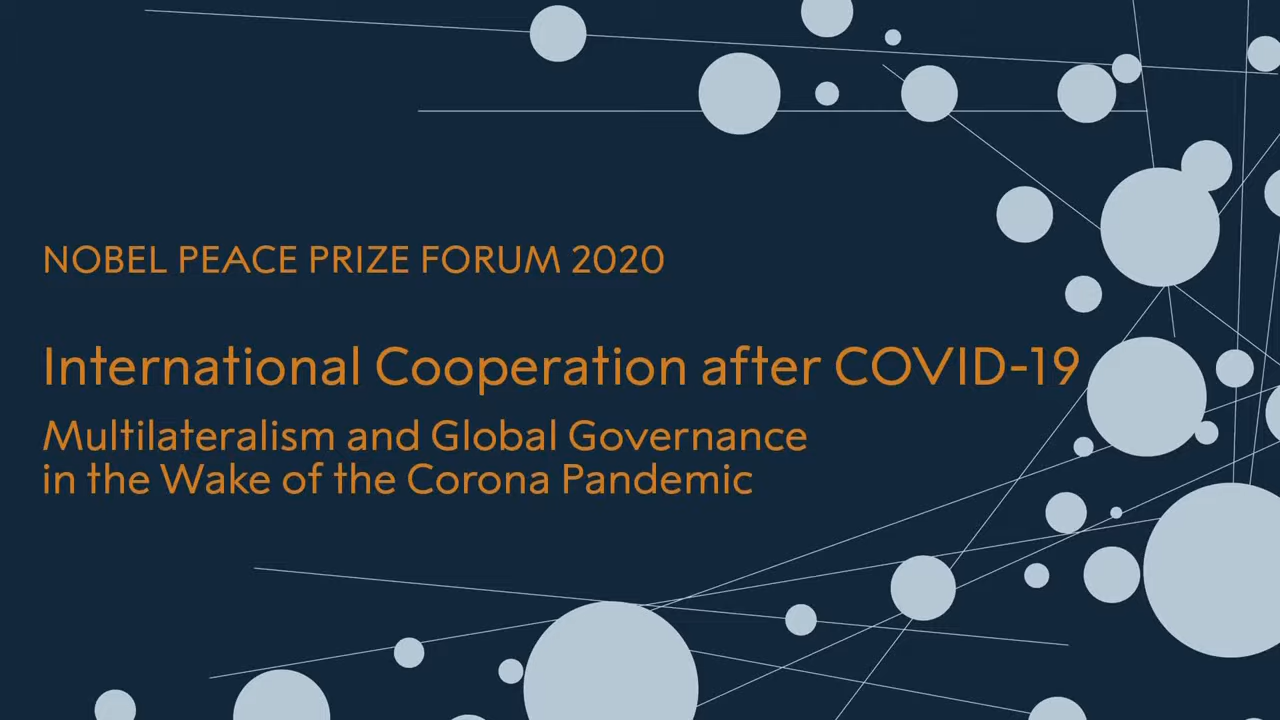 NOBEL PEACE PRIZE FORUM 2020
International Cooperation after COVID-19
Multilateralism and Global Governance
in the Wake of the Corona Pandemic